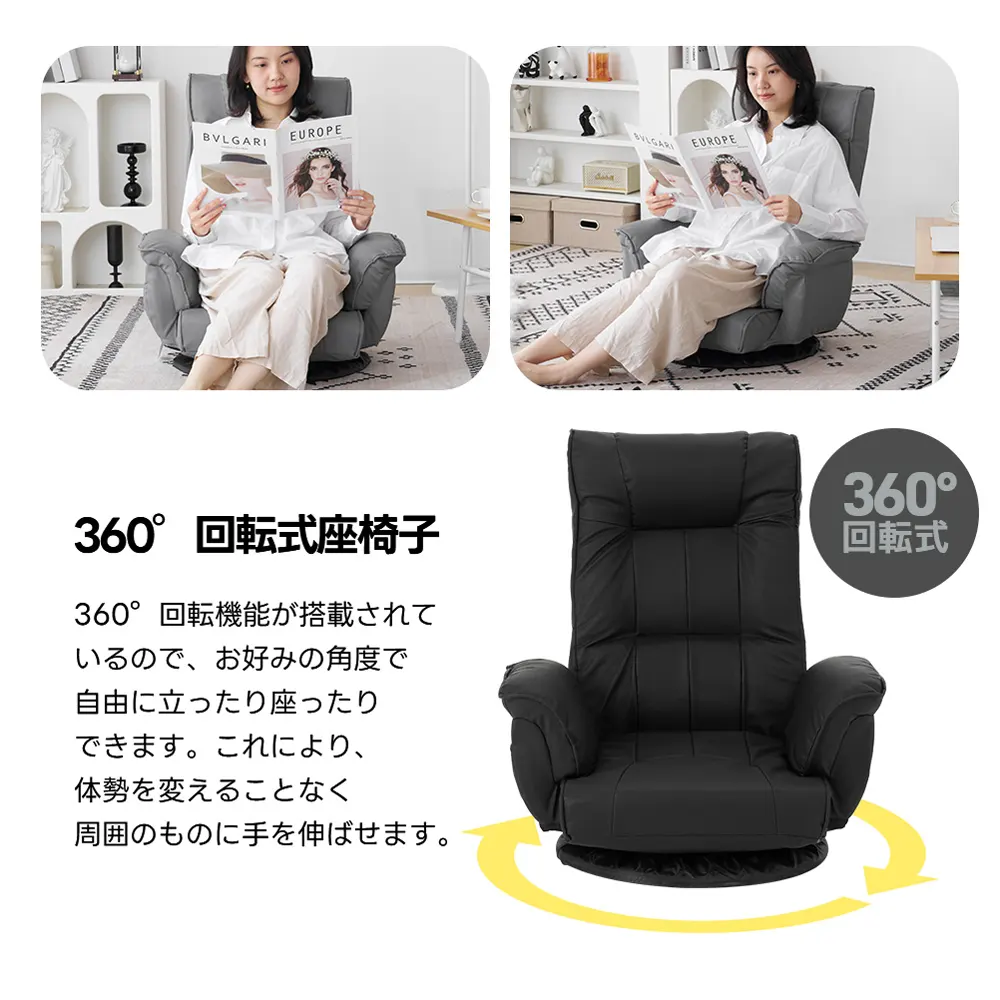 BVLGARI EUROPE
BVLGARI EUROPE
360°
回転式
360° 回転式座椅子
360°回転機能が搭載されて
いるので、お好みの角度で
自由に立ったり座ったり
できます。これにより、
体勢を変えることなく
周囲のものに手を伸ばせます。